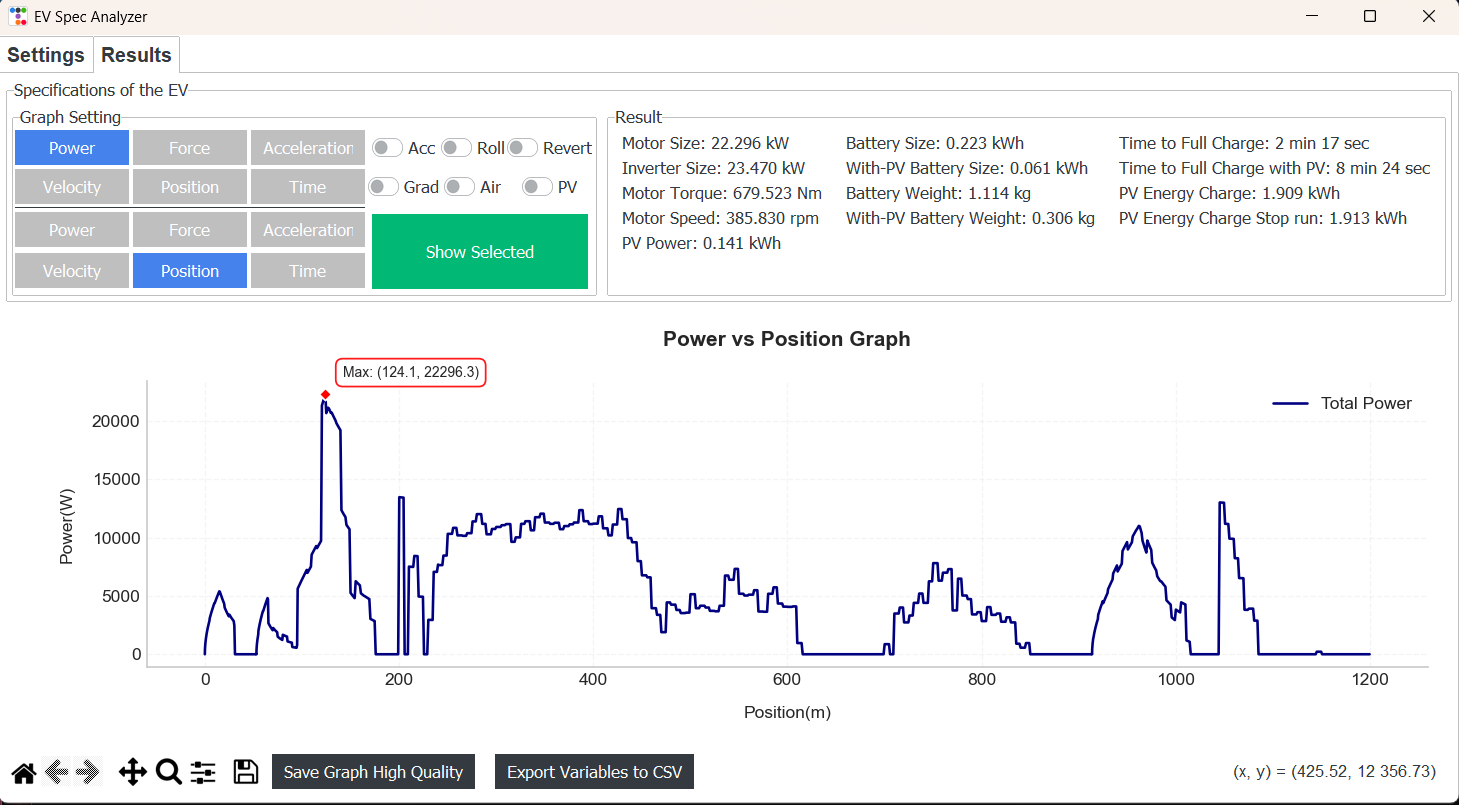 EV Spec Analyzer
Settings Results
Specifications of the EV
Graph Setting
Power Force Acceleration Acc Roll Revert
Velocity Position Time Grad Air PV
Power Force Acceleration
Show Selected
Velocity Position Time
Result
Motor Size: 22.296 kW Battery Size: 0.223 kWh Time to Full Charge: 2 min 17 sec
Inverter Size: 23.470 kW With-PV Battery Size: 0.061 kWh Time to Full Charge with PV: 8 min 24 sec
Motor Torque: 679.523 Nm Battery Weight: 1.114 kg PV Energy Charge: 1.909 kWh
Motor Speed: 385.830 rpm With-PV Battery Weight: 0.306 kg PV Energy Charge Stop run: 1.913 kWh
PV Power: 0.141 kWh
Power vs Position Graph
Max: (124.1, 22296.3)
Total Power
20000
15000
10000
5000
0
Power(W)
0 200 400 600 800 1000 1200
Position(m)
Save Graph High Quality Export Variables to CSV (x, y) = (425.52, 12 356.73)